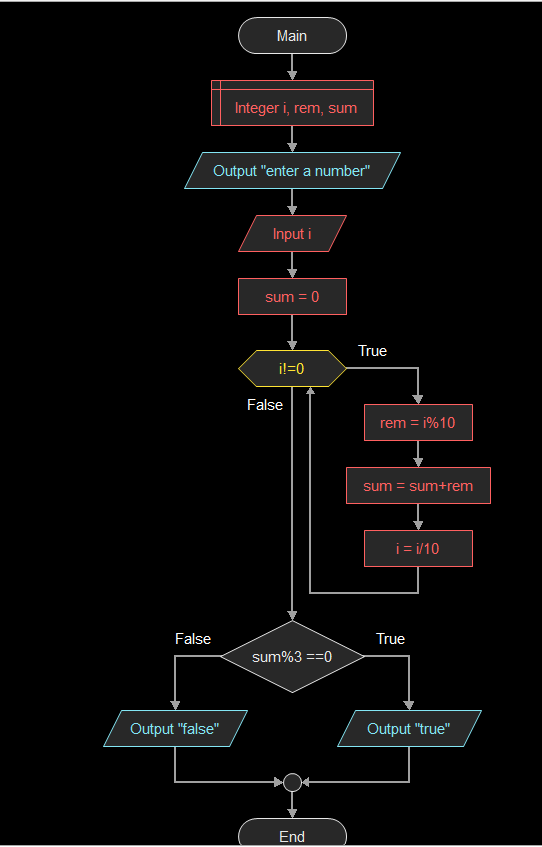 Main
Integer i, rem, sum
Output "enter a number"
Input i
sum = 0
i!=0
True
False
rem = i%10
sum = sum+rem
i = i/10
False
True
sum%3 ==0
Output "false"
Output "true"
End